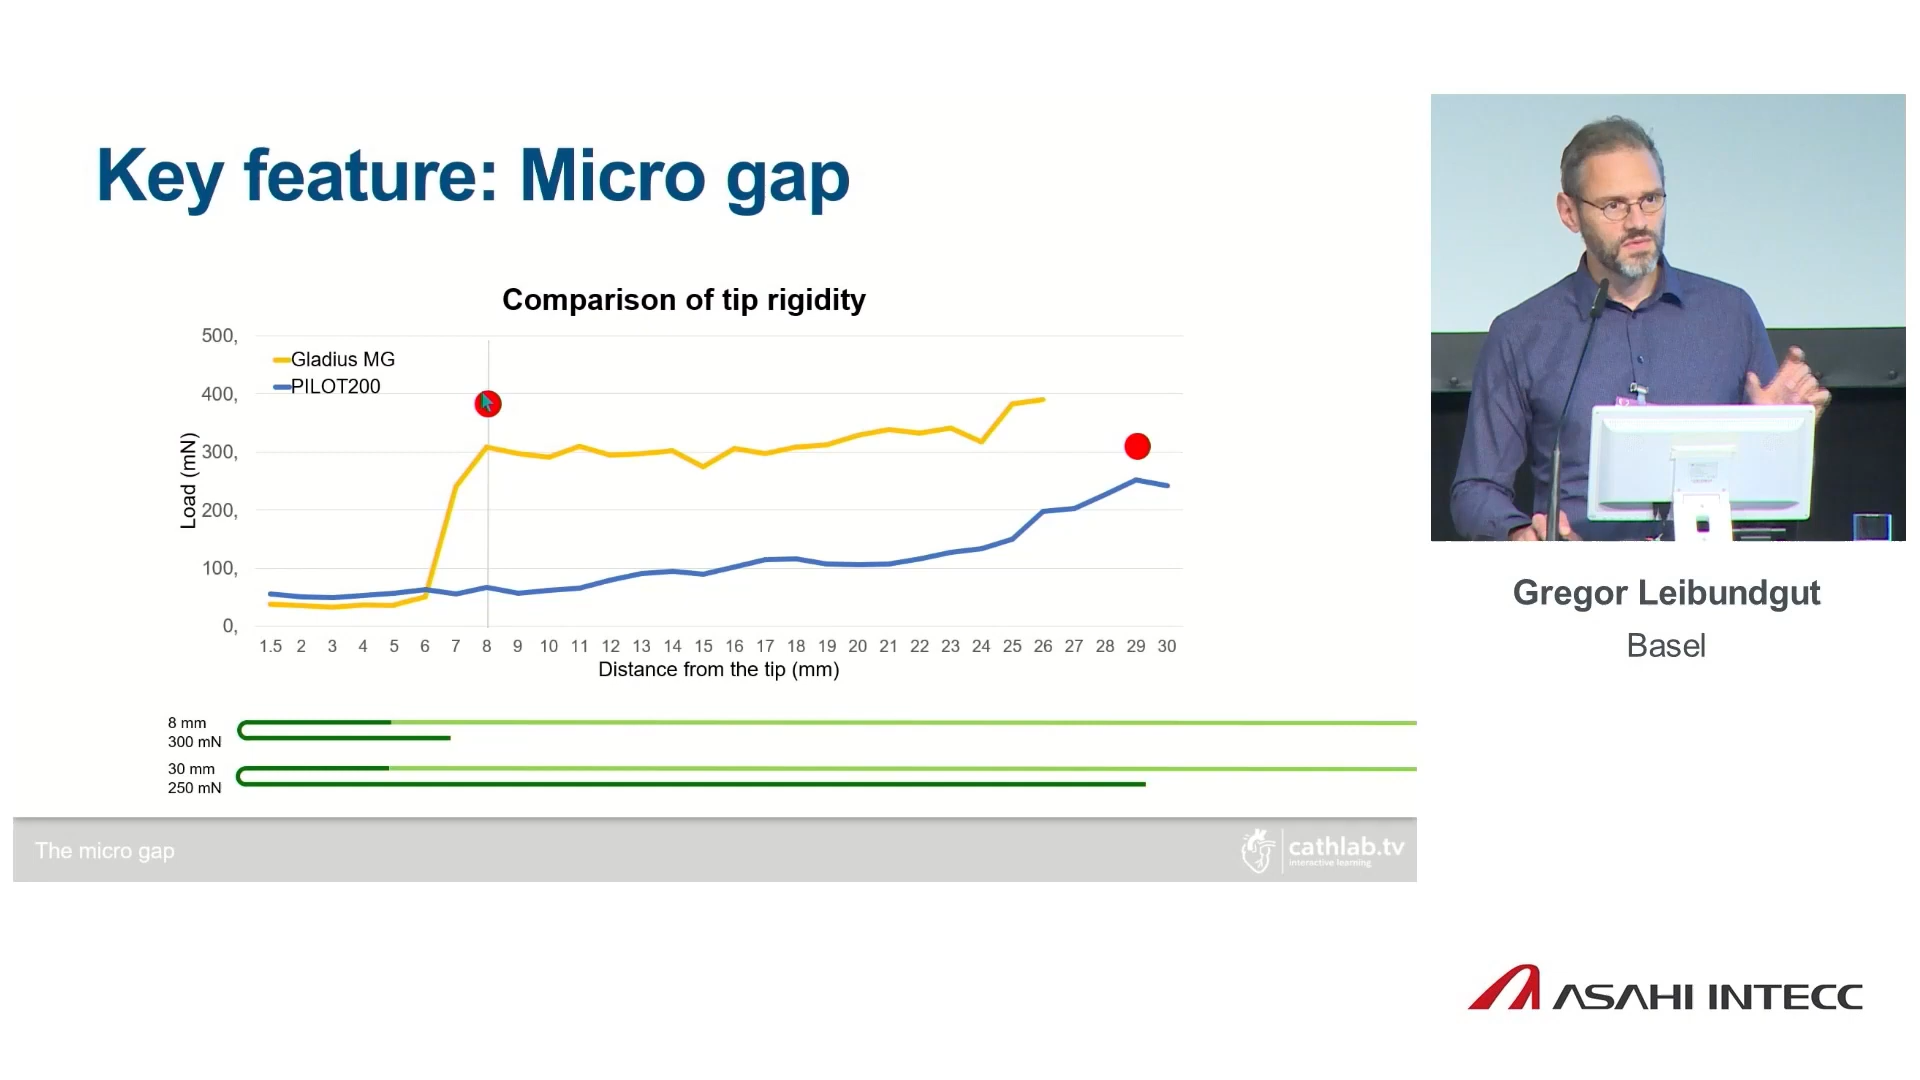 Key feature: Micro gap
Comparison of tip rigidity
500,
400,
300,
200,
100,
0,
Load (mN)
Gladius MG
PILOT200
1.5 2 3 4 5 6 7 8 9 10 11 12 13 14 15 16 17 18 19 20 21 22 23 24 25 26 27 28 29 30
Distance from the tip (mm)
8 mm
300 mN
30 mm
250 mN
The micro gap
cathlab.tv
interactive learning
Gregor Leibundgut
Basel
ASAHI INTECC